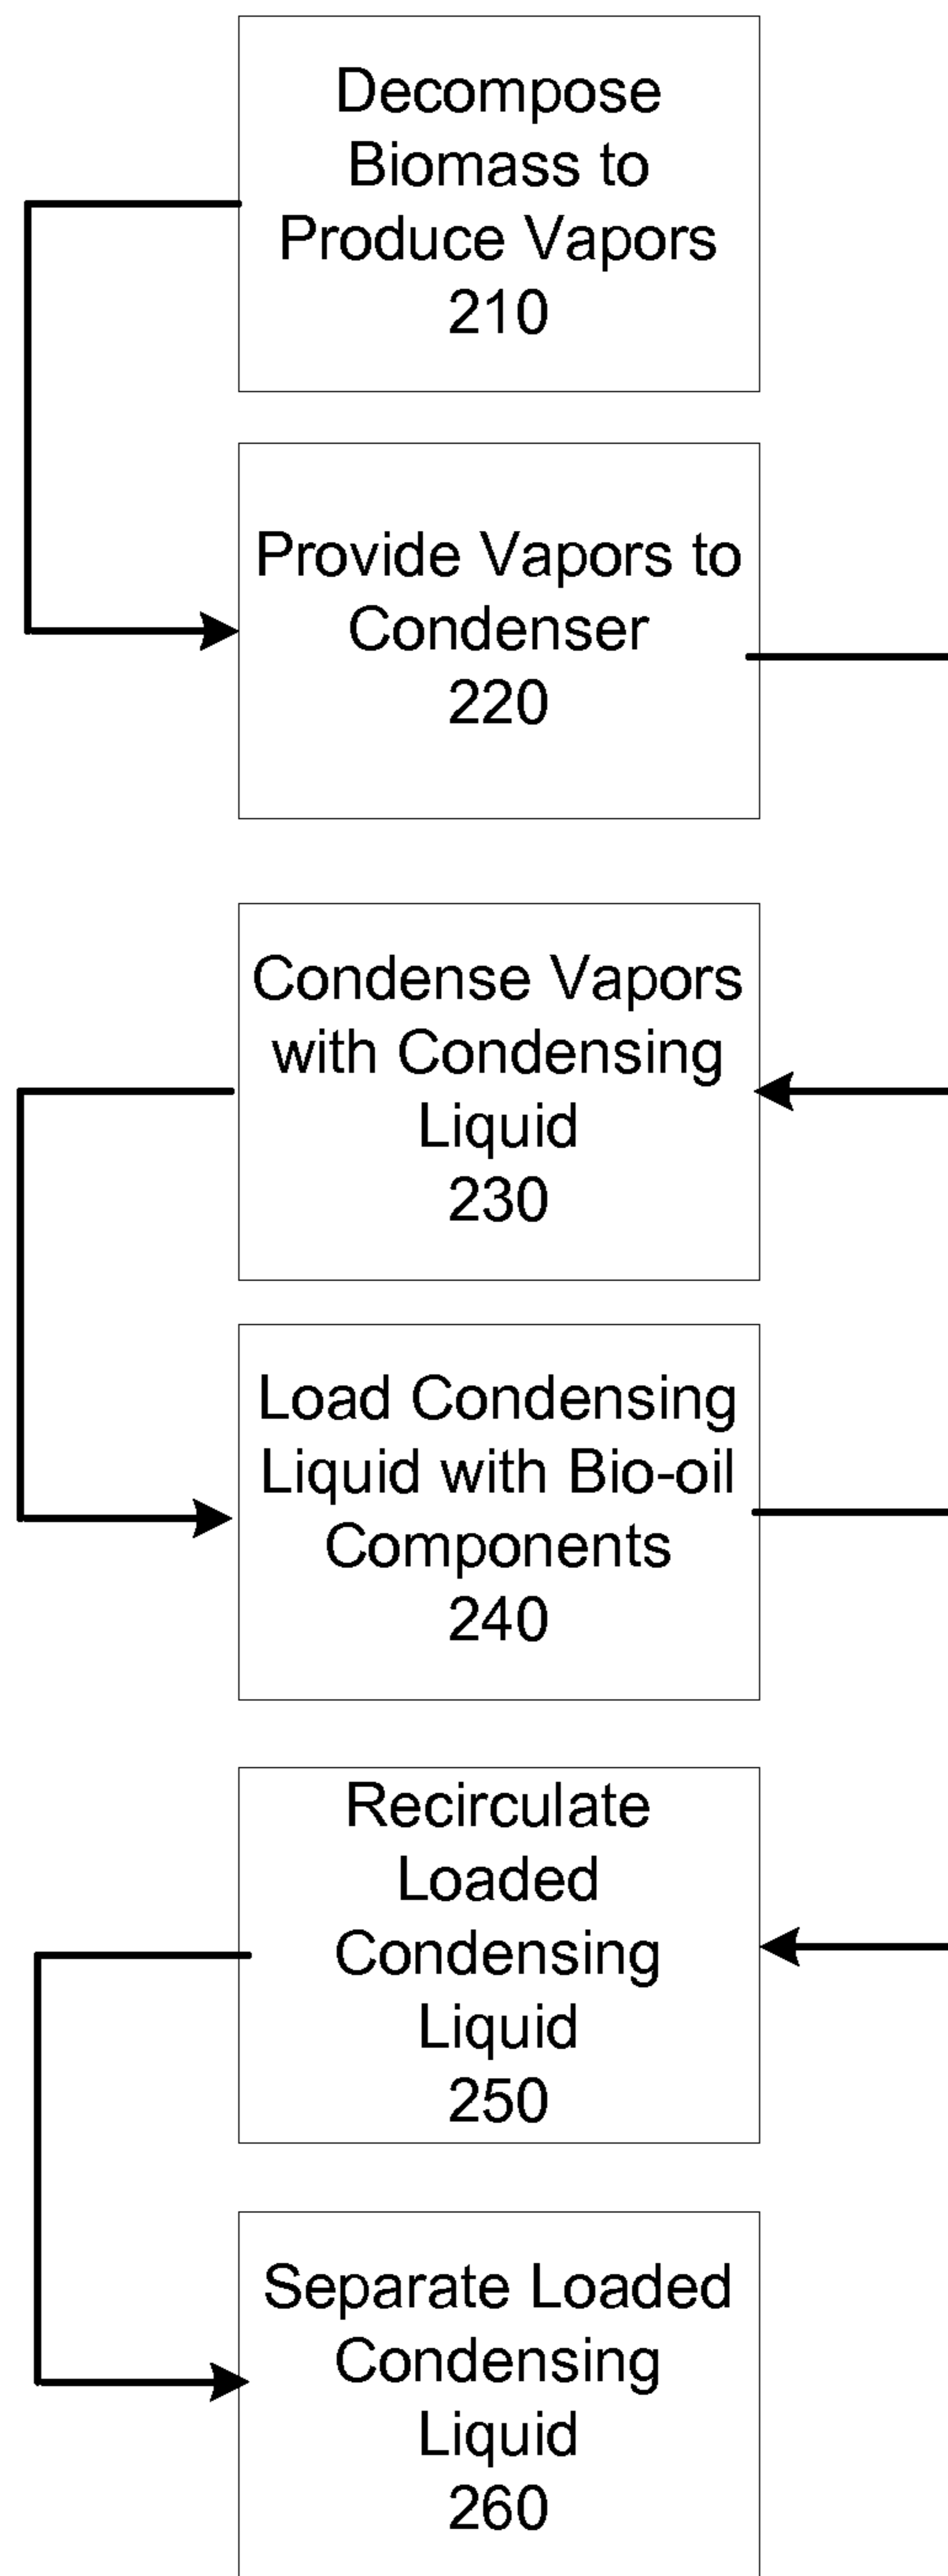 Decompose
Biomass to
Produce Vapors
210
Provide Vapors to
Condenser
220
Condense Vapors
with Condensing
Liquid
230
Load Condensing
Liquid with Bio-oil
Components
240
Recirculate
Loaded
Condensing
Liquid
250
Separate Loaded
Condensing
Liquid
260